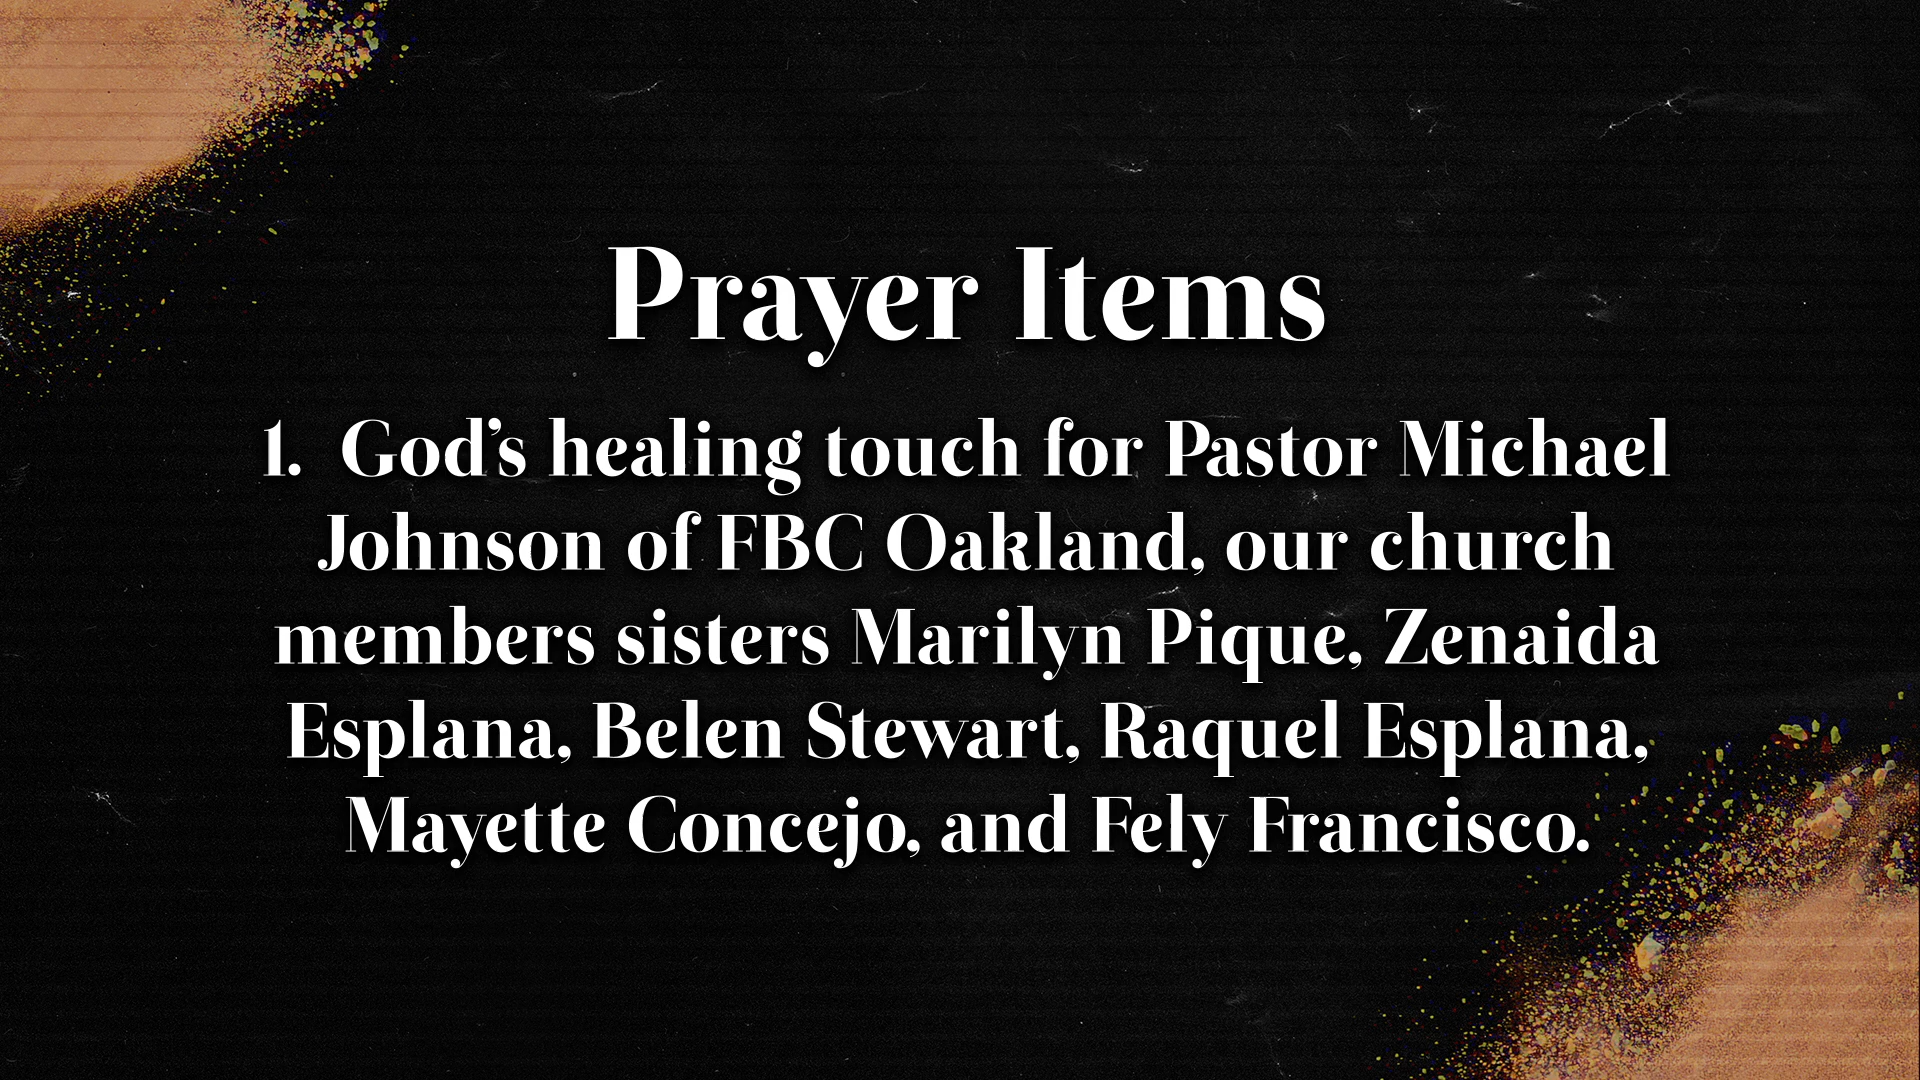 Prayer Items
1. God’s healing touch for Pastor Michael
Johnson of FBC Oakland, our church
members sisters Marilyn Pique, Zenaida
Esplana, Belen Stewart, Raquel Esplana,
Mayette Concejo, and Fely Francisco.